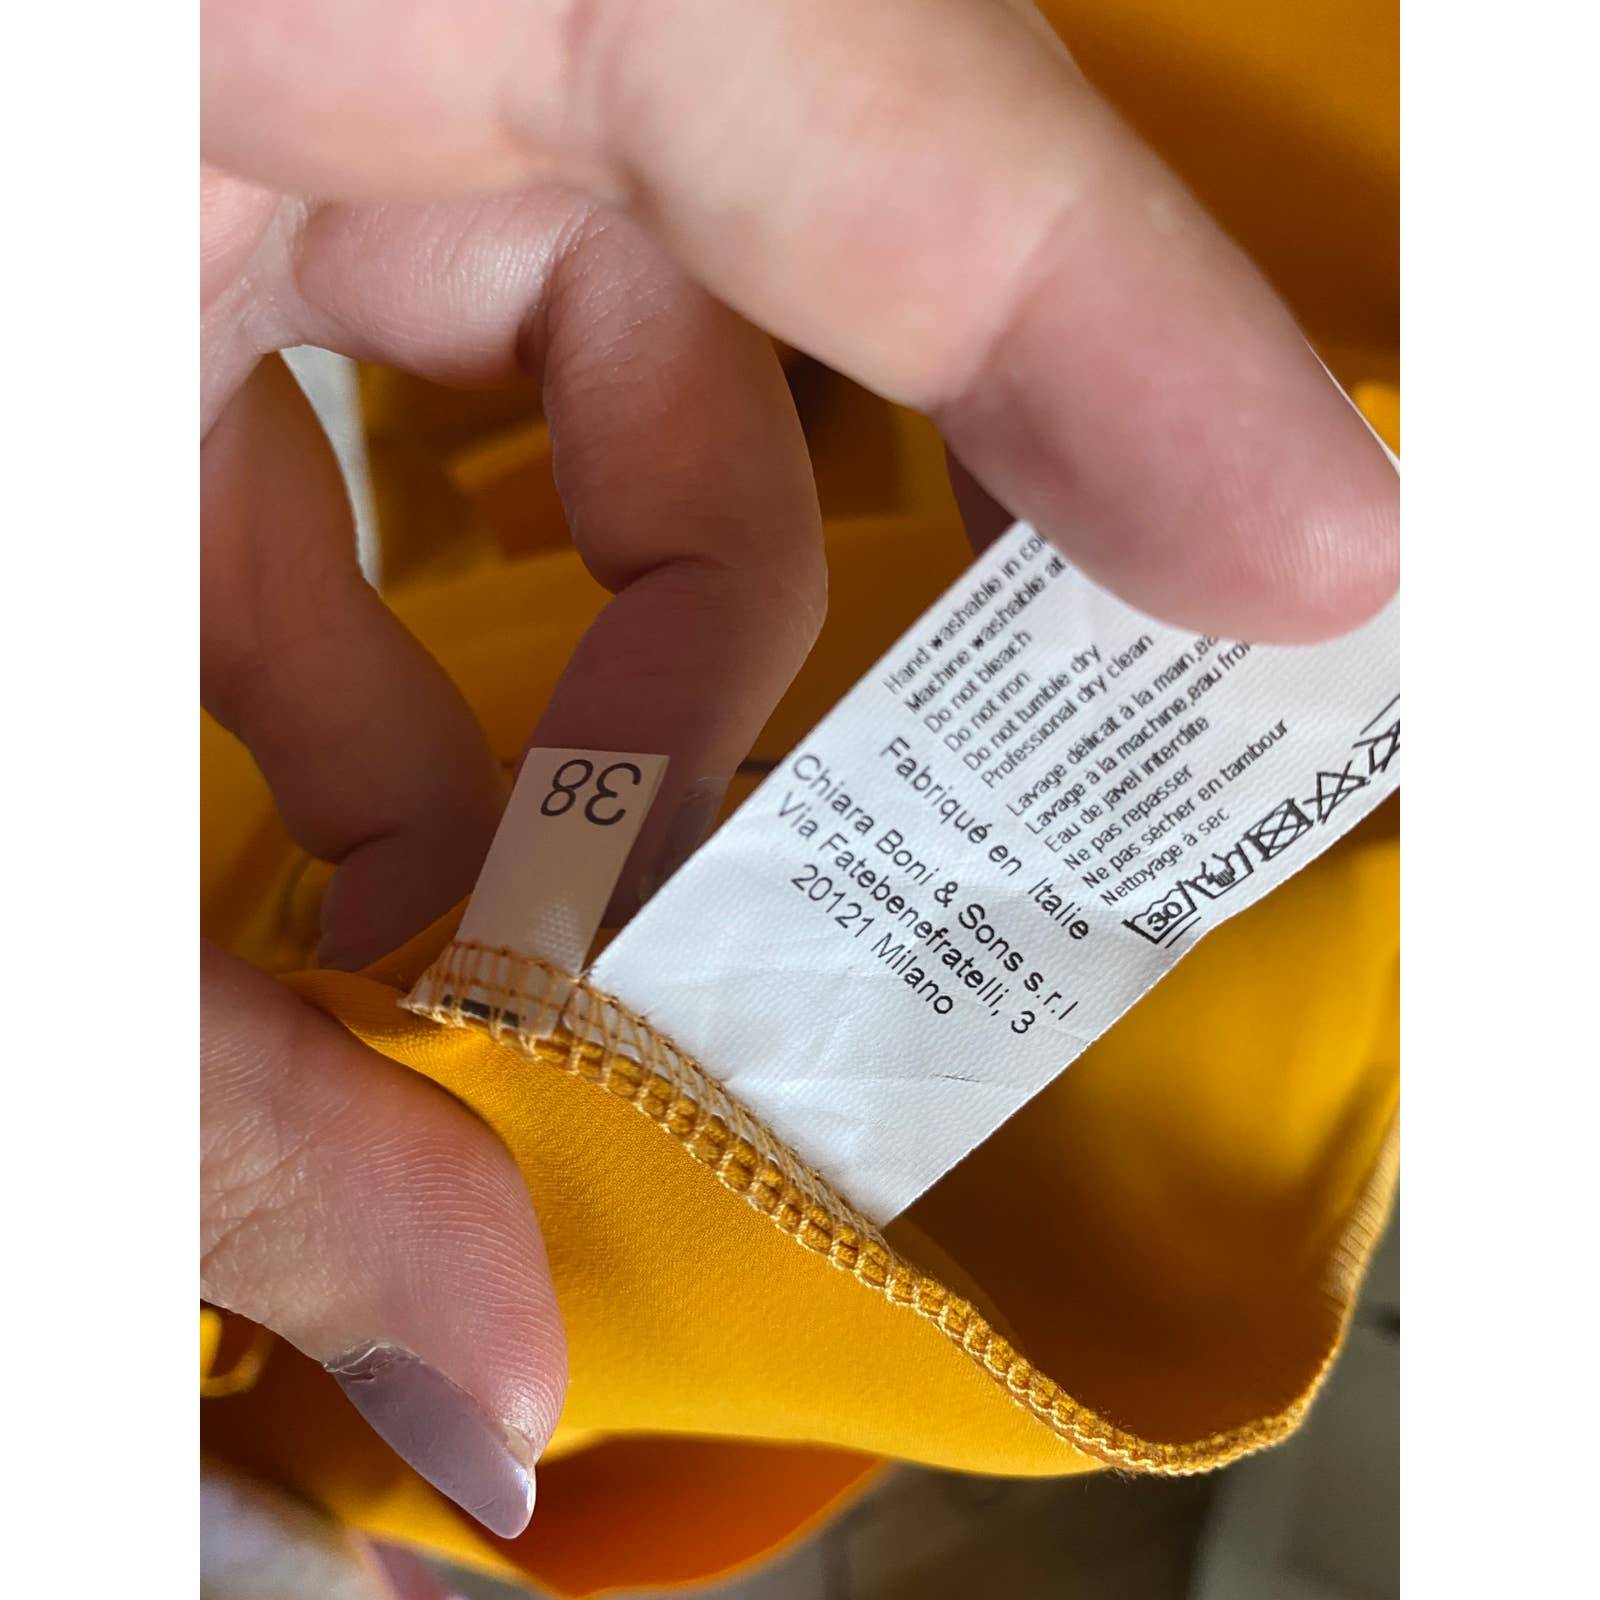 38
Hand washable in
Machine washable at
Do not bleach
Do not iron
Do not tumble dry
Professional dry clean
Lavage délicat à la main,
Lavage à la machine,eau
Eau de javel interdite
Ne pas repasser
Ne pas sécher en tambour
Nettoyage à sec
30
Fabriqué en Italie
Chiara Boni & Sons s.r.l
Via Fatebenefratelli, 3
20121 Milano